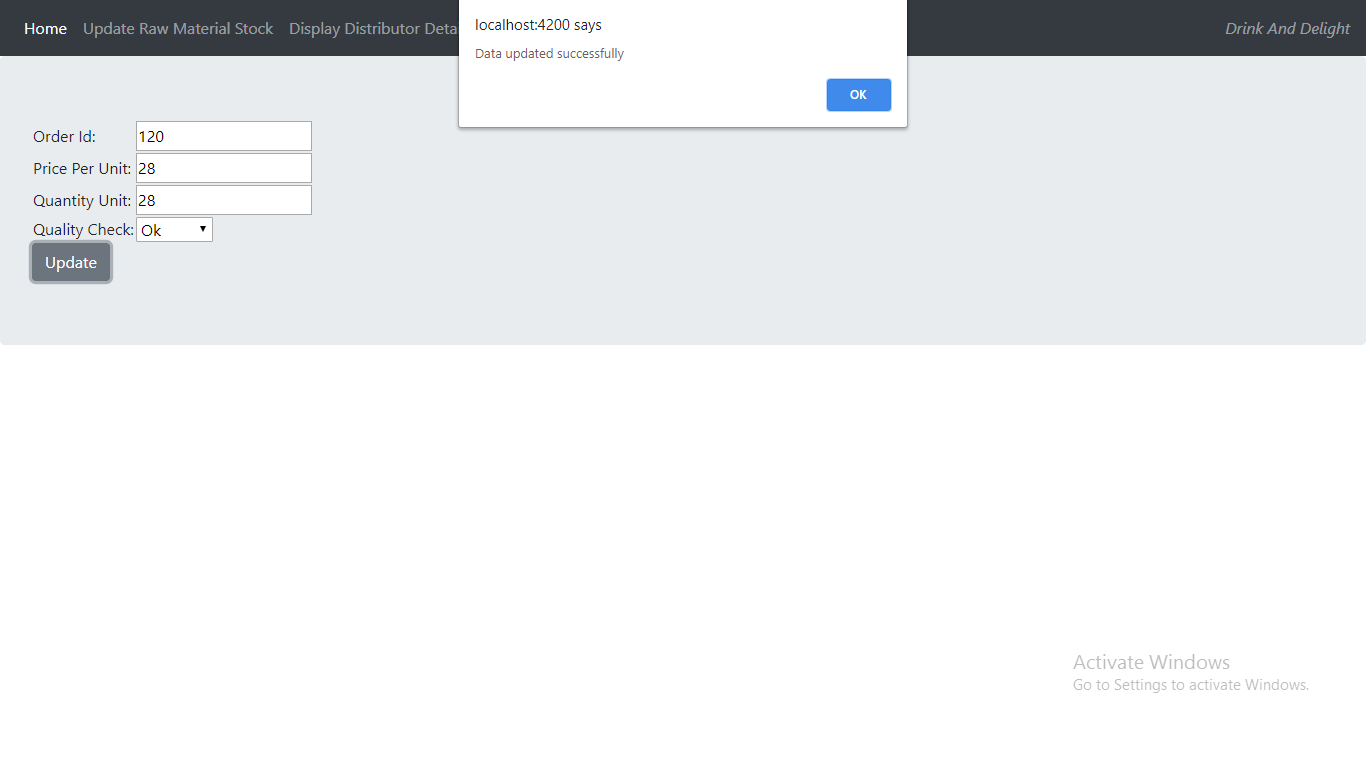 Home Update Raw Material Stock Display Distributor Deta Drink And Delight
localhost:4200 says
Data updated successfully
OK
Order Id: 120
Price Per Unit: 28
Quantity Unit: 28
Quality Check: Ok
Update
Activate Windows
Go to Settings to activate Windows.